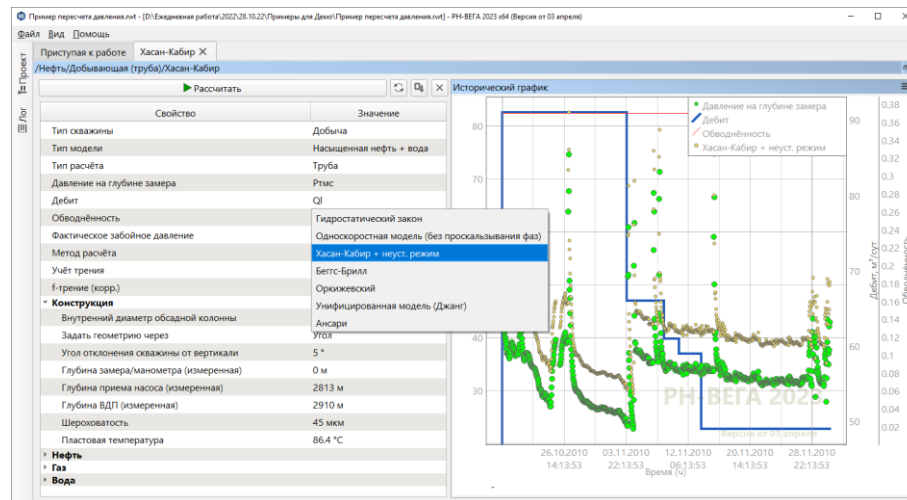 Пример пересчета давления.rwt - [D:\Ежедневная работа\2022\28.10.22\Примеры для Демо\Пример пересчета давления.rwt] - РН-ВЕГА 2023 x64 (Версия от 03 апреля)
Файл Вид Помощь
Проект
Лог
Приступая к работе Хасан-Кабир
/Нефть/Добывающая (труба)/Хасан-Кабир
Рассчитать
Свойство Значение
Тип скважины Добыча
Тип модели Насыщенная нефть + вода
Тип расчёта Труба
Давление на глубине замера Pтмс
Дебит Ql
Обводнённость
Фактическое забойное давление
Метод расчёта
Учёт трения
f-трение (корр.)
Гидростатический закон
Односкоростная модель (без проскальзывания фаз)
Хасан-Кабир + неуст. режим
Беггс-Брилл
Оркижевский
Унифицированная модель (Джанг)
Ансари
Конструкция
Внутренний диаметр обсадной колонны
Задать геометрию через Угол
Угол отклонения скважины от вертикали 5 °
Глубина замера/манометра (измеренная) 0 м
Глубина приема насоса (измеренная) 2813 м
Глубина ВДП (измеренная) 2910 м
Шероховатость 45 мкм
Пластовая температура 86.4 °C
Нефть
Газ
Вода
Исторический график
Давление на глубине замера
Дебит
Обводнённость
Хасан-Кабир + неуст. режим
80
70
40
30
90
80
70
60
50
Дебит, м³/сут
0.38
0.36
0.34
0.32
0.3
0.28
0.26
0.24
0.22
0.2
0.18
0.16
0.14
0.12
0.1
0.08
0.06
0.04
0.02
Обводнённость
РН-ВЕГА 2023
Версия от 03 апреля
26.10.2010 03.11.2010 12.11.2010 20.11.2010 28.11.2010
14:13:53 22:13:53 06:13:53 14:13:53 22:13:53
Время (ч)